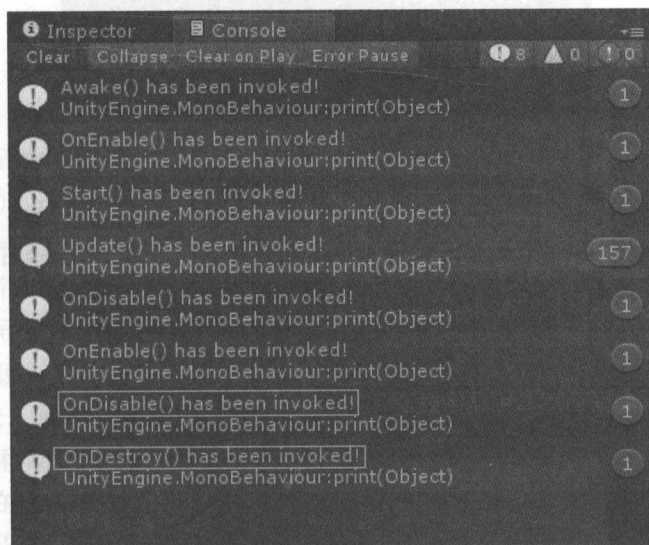 Inspector
Console
Clear
Collapse
Clear on Play
Error Pause
8
0
0
Awake() has been invoked!
UnityEngine.MonoBehaviour:print(Object)
1
OnEnable() has been invoked!
UnityEngine.MonoBehaviour:print(Object)
1
Start() has been invoked!
UnityEngine.MonoBehaviour:print(Object)
1
Update() has been invoked!
UnityEngine.MonoBehaviour:print(Object)
157
OnDisable() has been invoked!
UnityEngine.MonoBehaviour:print(Object)
1
OnEnable() has been invoked!
UnityEngine.MonoBehaviour:print(Object)
1
OnDisable() has been invoked!
UnityEngine.MonoBehaviour:print(Object)
1
OnDestroy() has been invoked!
UnityEngine.MonoBehaviour:print(Object)
1